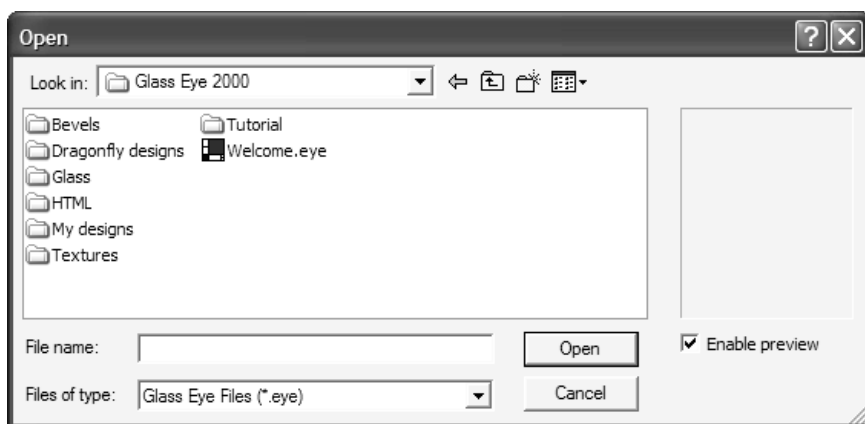 Open
Look in: Glass Eye 2000
Bevels Tutorial
Dragonfly designs Welcome.eye
Glass
HTML
My designs
Textures
File name: Open Enable preview
Files of type: Glass Eye Files (*.eye) Cancel